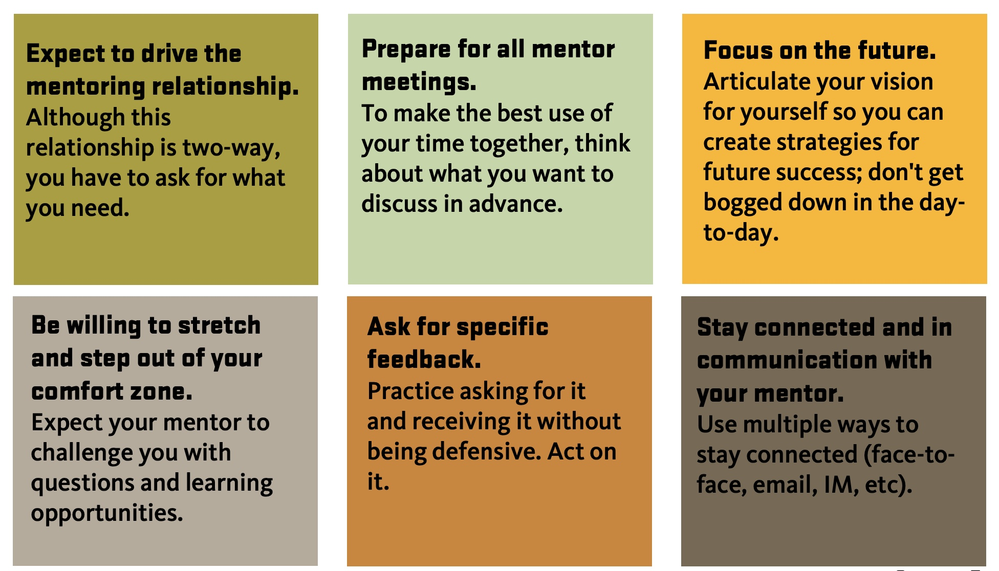 Expect to drive the
mentoring relationship.
Although this
relationship is two-way,
you have to ask for what
you need.
Prepare for all mentor
meetings.
To make the best use of
your time together, think
about what you want to
discuss in advance.
Focus on the future.
Articulate your vision
for yourself so you can
create strategies for
future success; don't get
bogged down in the day-
to-day.
Be willing to stretch
and step out of your
comfort zone.
Expect your mentor to
challenge you with
questions and learning
opportunities.
Ask for specific
feedback.
Practice asking for it
and receiving it without
being defensive. Act on
it.
Stay connected and in
communication with
your mentor.
Use multiple ways to
stay connected (face-to-
face, email, IM, etc).